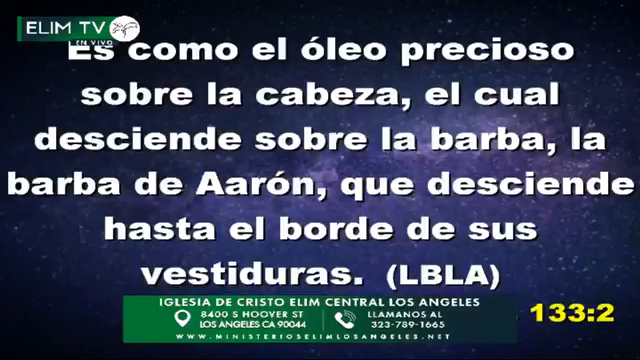 ELIM TV
EN VIVO
Es como el óleo precioso
sobre la cabeza, el cual
desciende sobre la barba, la
barba de Aarón, que desciende
hasta el borde de sus
vestiduras. (LBLA)
IGLESIA DE CRISTO ELIM CENTRAL LOS ANGELES
8400 S HOOVER ST
LOS ANGELES CA 90044
LLAMANOS AL
323-789-1665
WWW.MINISTERIOSELIMLOSANGELES.NET
133:2